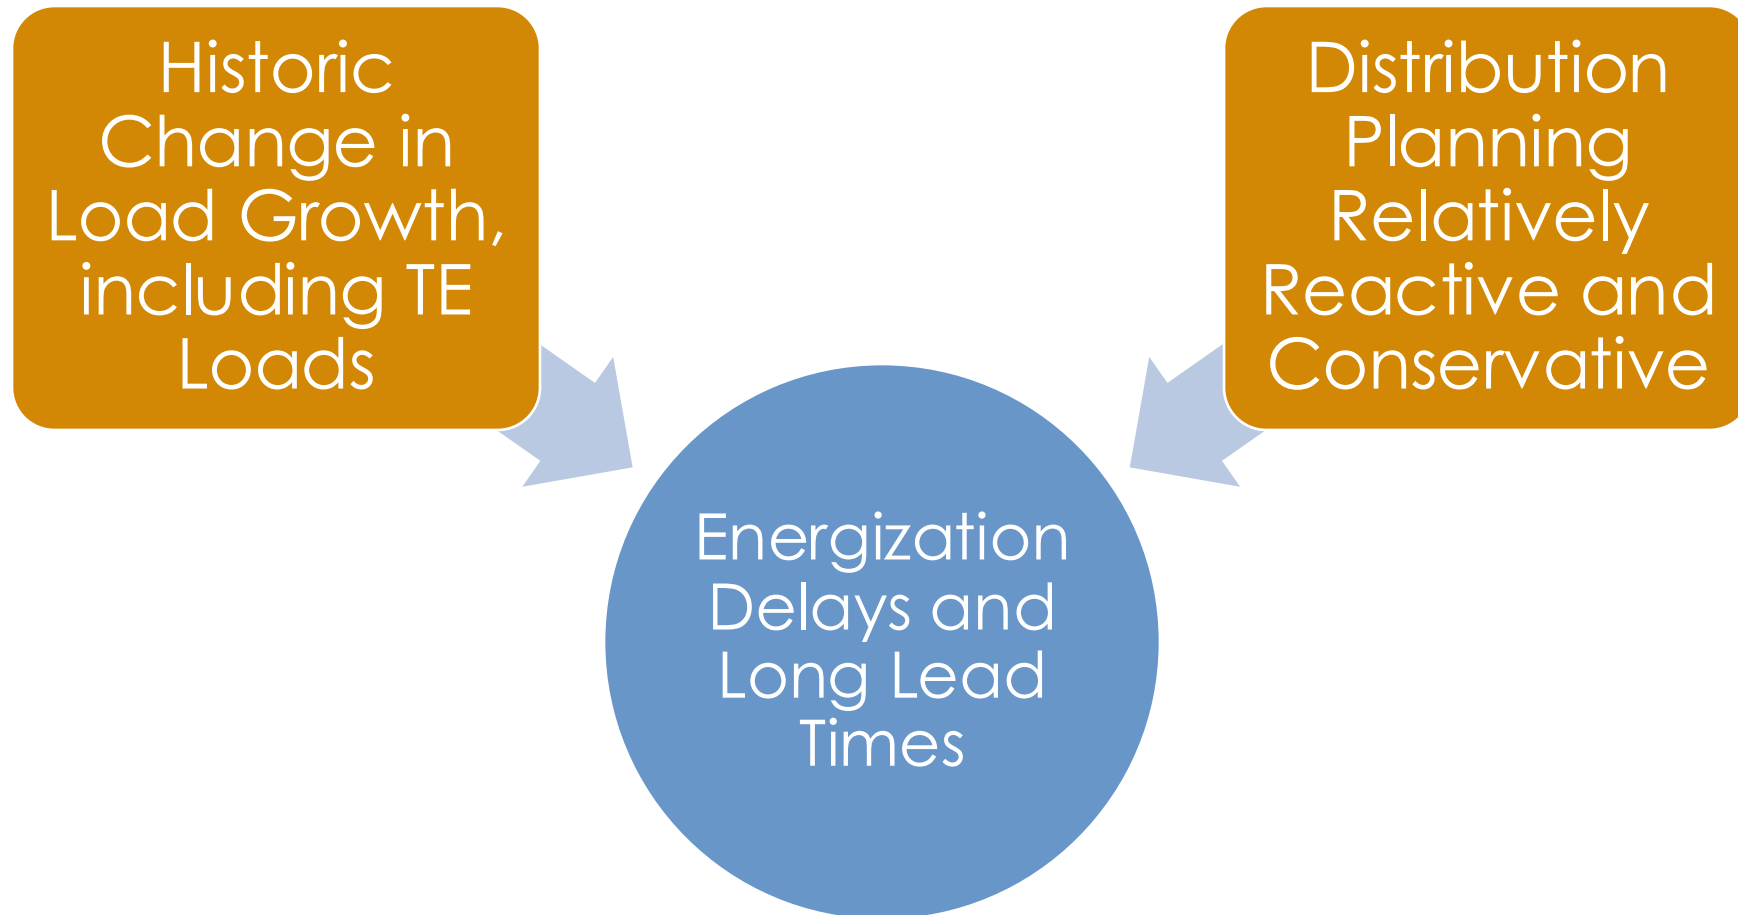 Historic
Change in
Load Growth,
including TE
Loads
Distribution
Planning
Relatively
Reactive and
Conservative
Energization
Delays and
Long Lead
Times